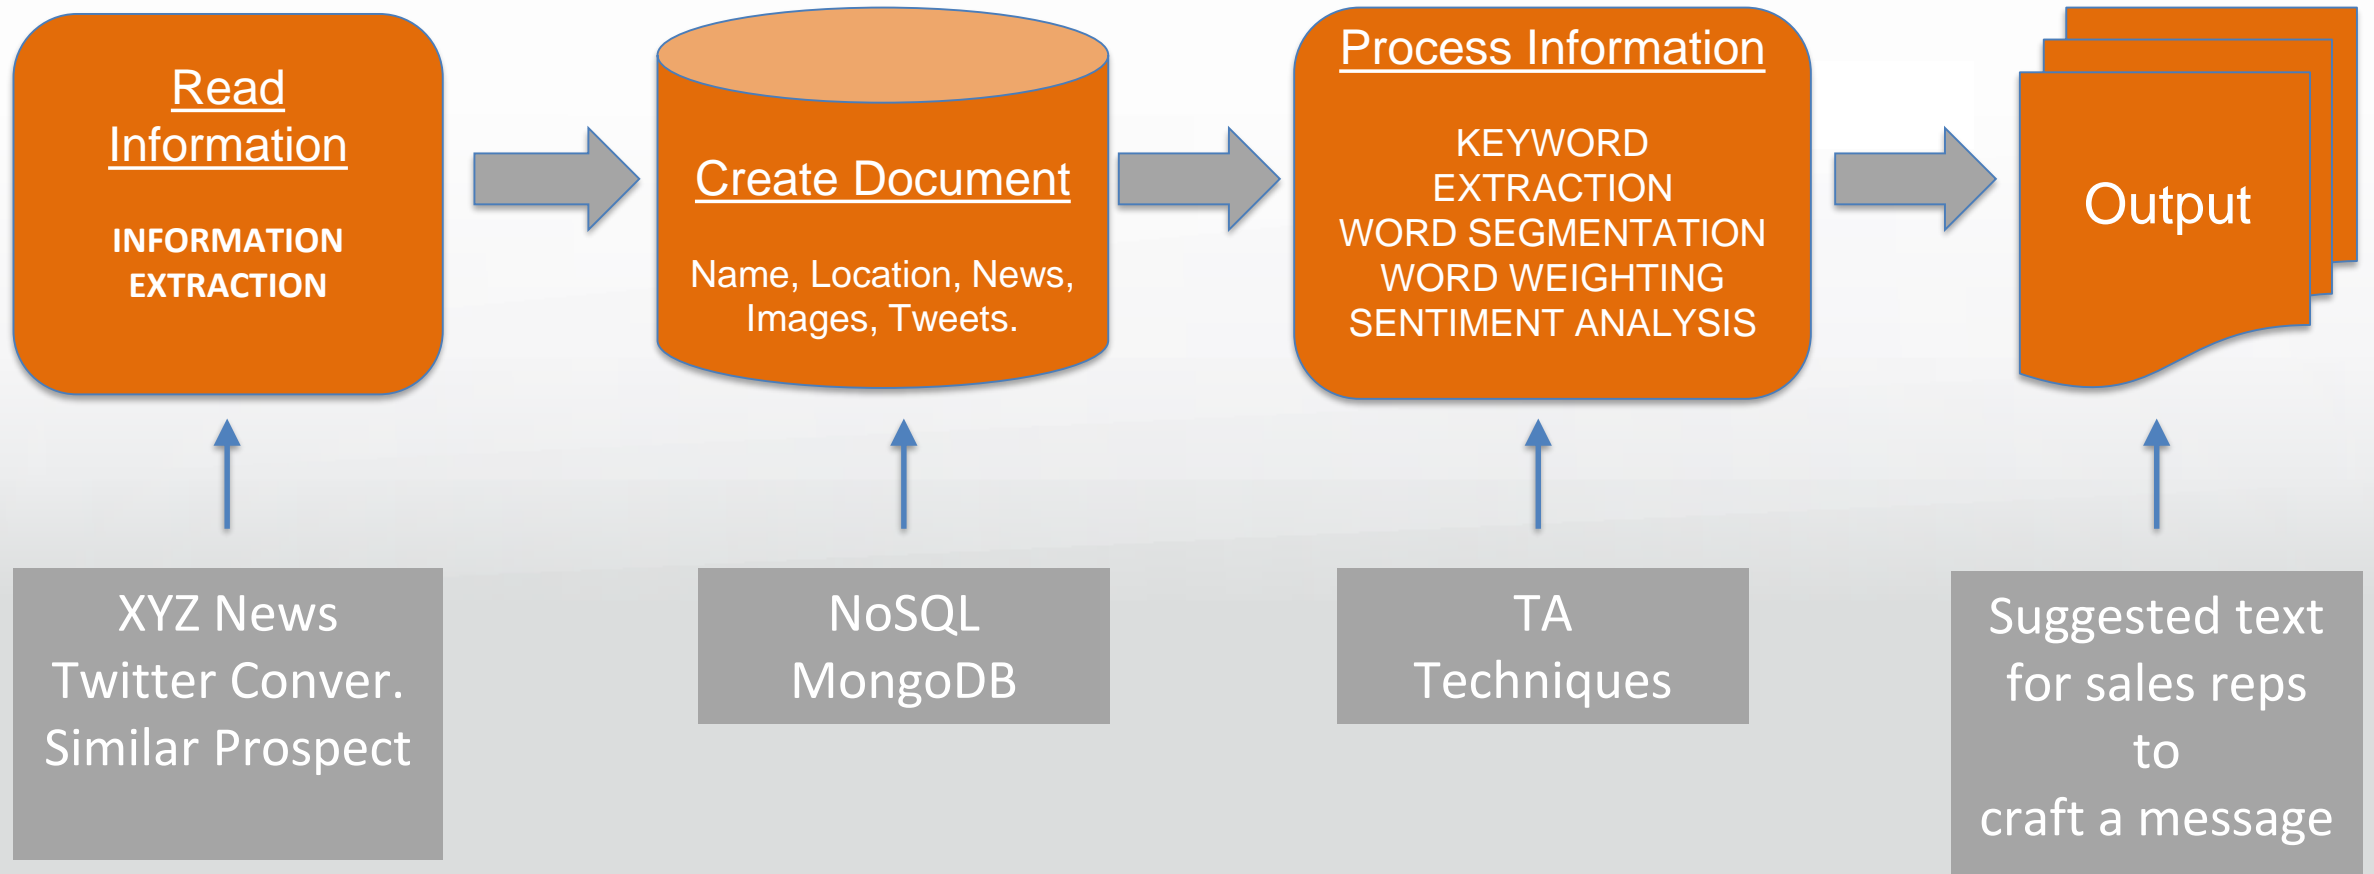 Read
Information
INFORMATION
EXTRACTION
Create Document
Name, Location, News,
Images, Tweets.
Process Information
KEYWORD
EXTRACTION
WORD SEGMENTATION
WORD WEIGHTING
SENTIMENT ANALYSIS
Output
XYZ News
Twitter Conver.
Similar Prospect
NoSQL
MongoDB
TA
Techniques
Suggested text
for sales reps
to
craft a message